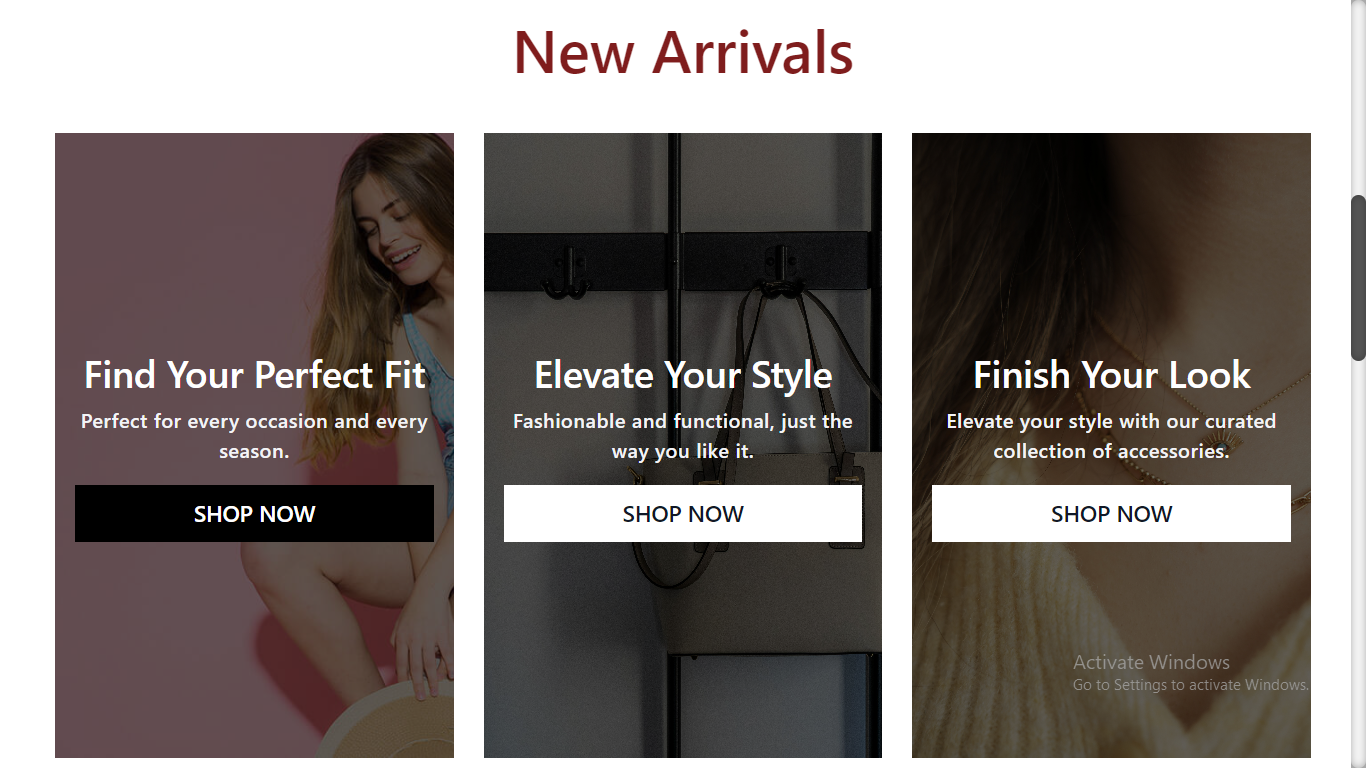 New Arrivals
Find Your Perfect Fit
Perfect for every occasion and every
season.
SHOP NOW
Elevate Your Style
Fashionable and functional, just the
way you like it.
SHOP NOW
Finish Your Look
Elevate your style with our curated
collection of accessories.
SHOP NOW
Activate Windows
Go to Settings to activate Windows.